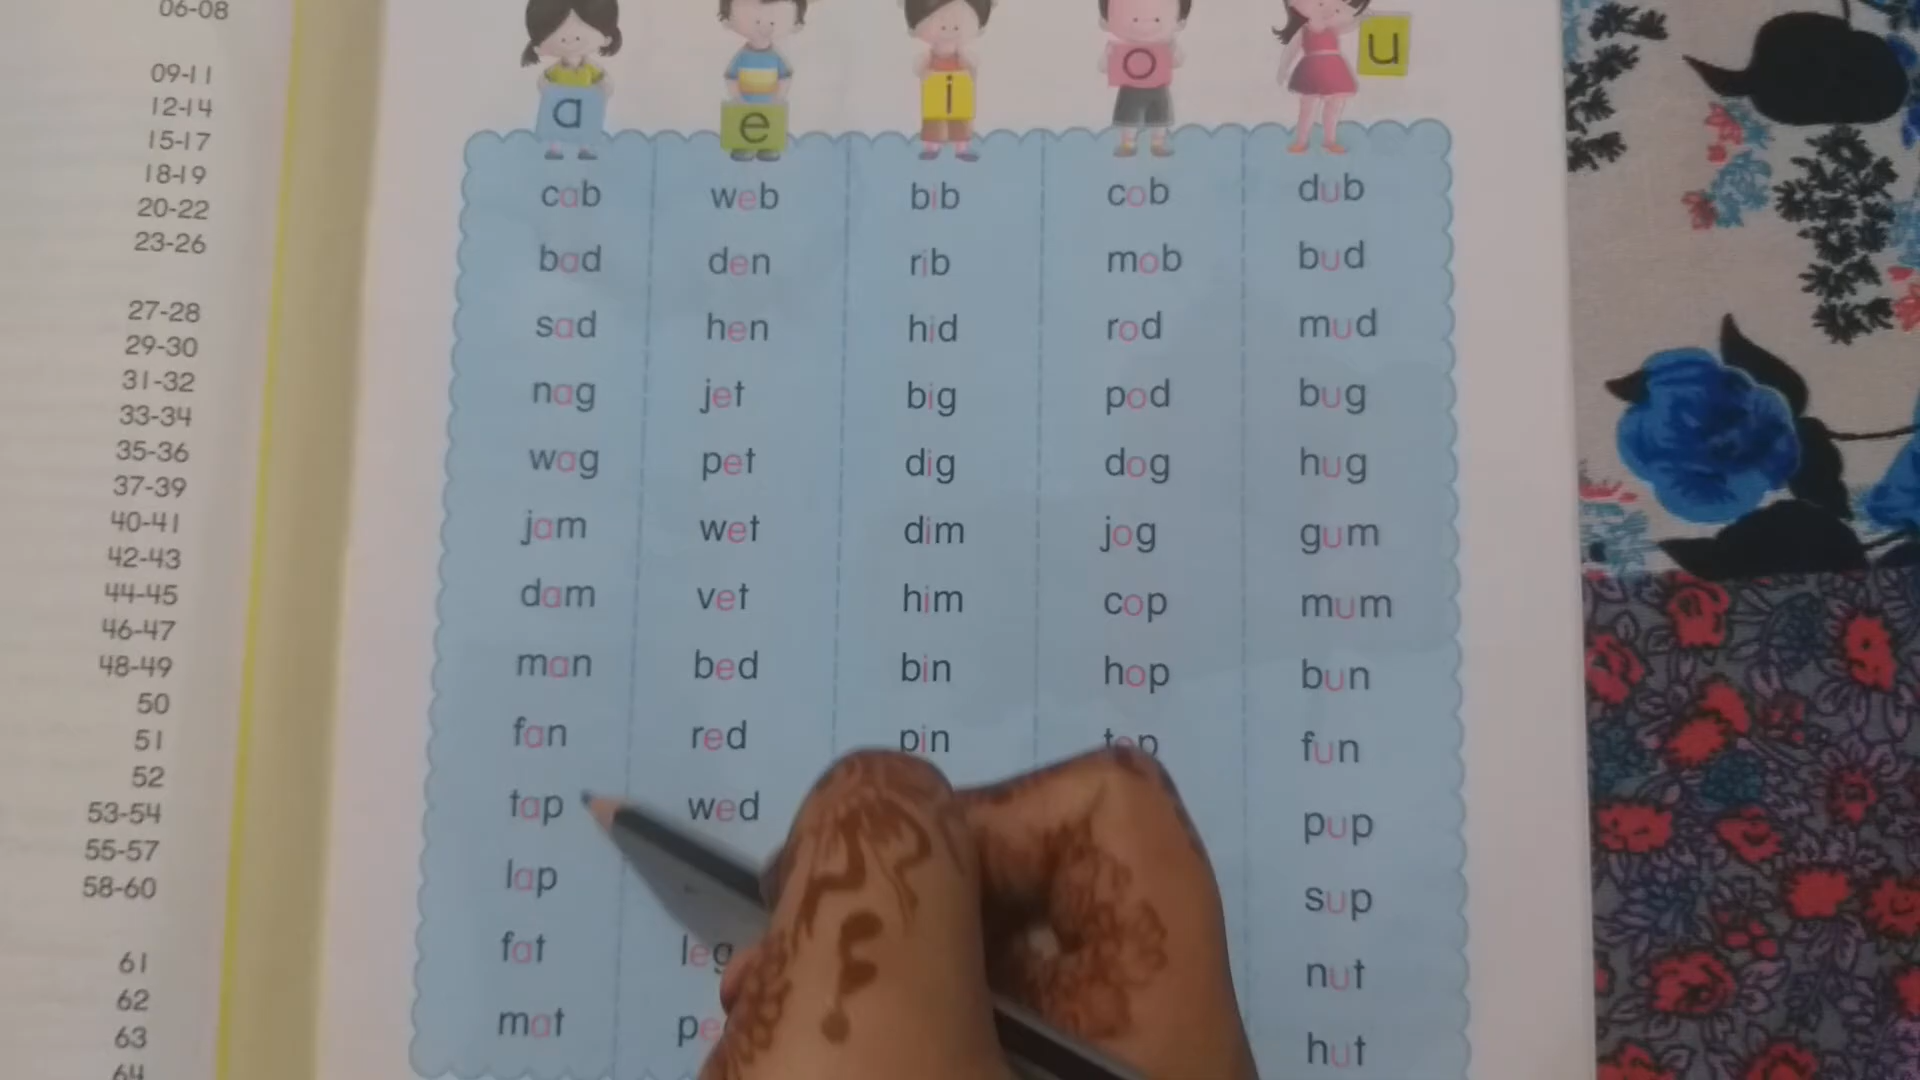 06-08
09-11
12-14
15-17
18-19
20-22
23-26
27-28
29-30
31-32
33-34
35-36
37-39
40-41
42-43
44-45
46-47
48-49
50
51
52
53-54
55-57
58-60
61
62
63
64
a e i o u
cab web bib cob dub
bad den rib mob bud
sad hen hid rod mud
nag jet big pod bug
wag pet dig dog hug
jam wet dim jog gum
dam vet him cop mum
man bed bin hop bun
fan red pin top fun
tap wed pup
lap sup
fat leg nut
mat hut